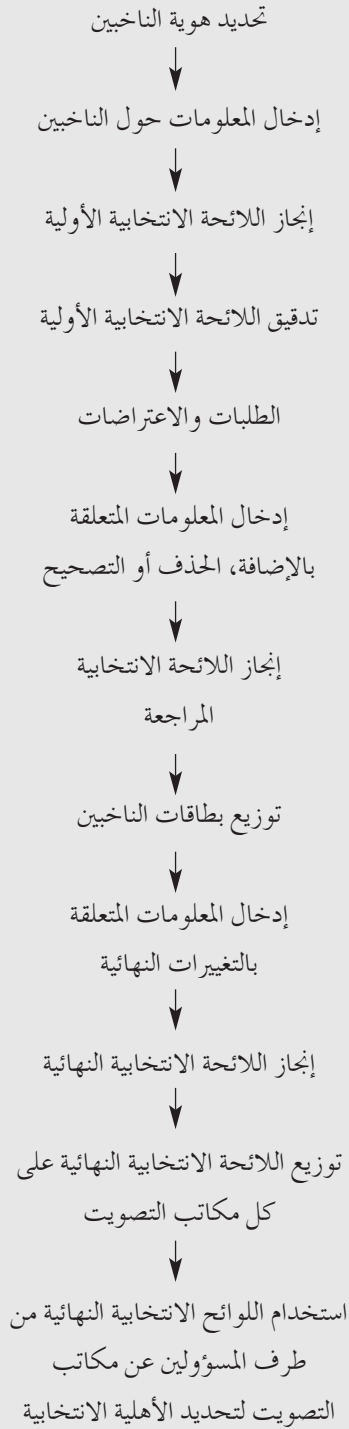 تحديد هوية الناخبين
إدخال المعلومات حول الناخبين
إنجاز اللائحة الانتخابية الأولية
تدقيق اللائحة الانتخابية الأولية
الطلبات والاعتراضات
إدخال المعلومات المتعلقة
بالإضافة، الحذف أو التصحيح
إنجاز اللائحة الانتخابية
المراجعة
توزيع بطاقات الناخبين
إدخال المعلومات المتعلقة
بالتغييرات النهائية
إنجاز اللائحة الانتخابية النهائية
توزيع اللائحة الانتخابية النهائية على
كل مكاتب التصويت
استخدام اللوائح الانتخابية النهائية من
طرف المسؤولين عن مكاتب
التصويت لتحديد الأهلية الانتخابية